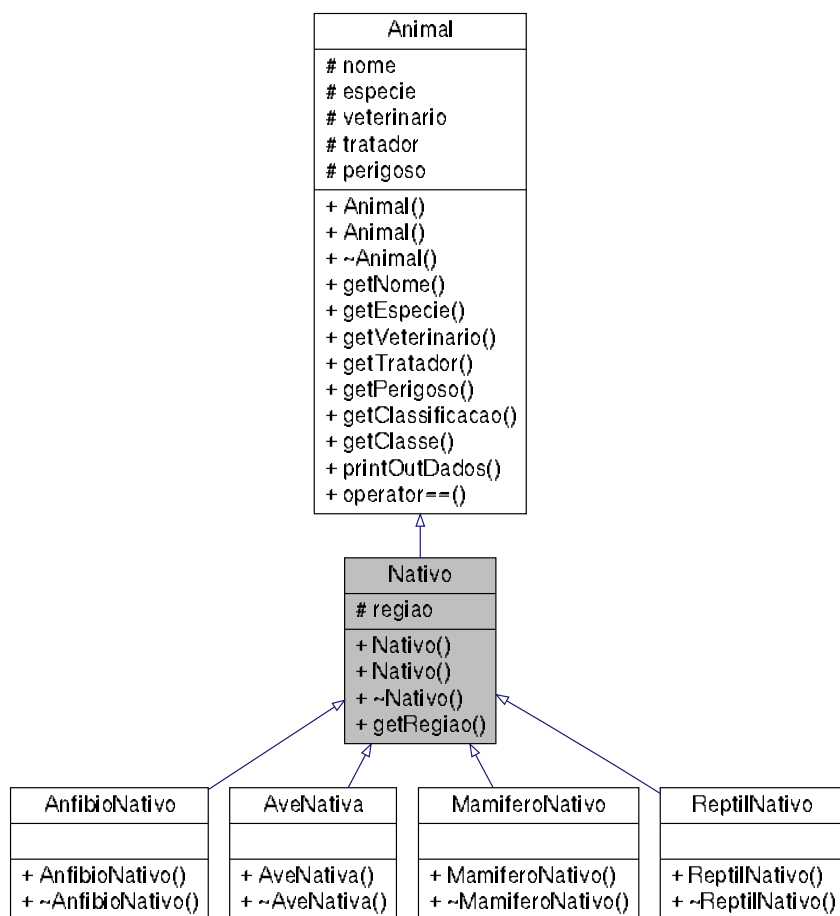 Animal
# nome
# especie
# veterinario
# tratador
# perigoso
+ Animal()
+ Animal()
+ ~Animal()
+ getNome()
+ getEspecie()
+ getVeterinario()
+ getTratador()
+ getPerigoso()
+ getClassificacao()
+ getClasse()
+ printOutDados()
+ operator==()
Nativo
# regiao
+ Nativo()
+ Nativo()
+ ~Nativo()
+ getRegiao()
AnfibioNativo
+ AnfibioNativo()
+ ~AnfibioNativo()
AveNativa
+ AveNativa()
+ ~AveNativa()
MamiferoNativo
+ MamiferoNativo()
+ ~MamiferoNativo()
ReptilNativo
+ ReptilNativo()
+ ~ReptilNativo()